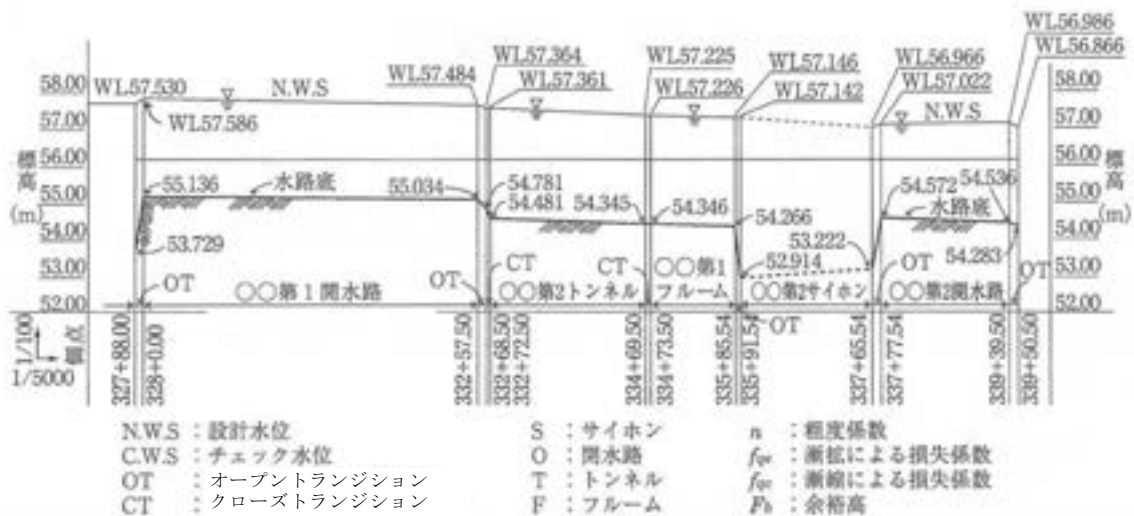 WL56.986
WL57.364 WL57.225 WL56.866
58.00 WL57.530 N.W.S WL57.484 WL57.361 WL57.226 WL57.146 WL57.142 WL56.966 WL57.022 N.W.S 58.00
57.00 WL57.586 57.00
標高 56.00 56.00 標高
(m) 55.00 55.136 水路底 55.034 54.781 54.572 54.536 水路底 55.00 (m)
54.00 54.481 54.345 54.346 54.266 54.00
53.729 53.222 54.283
53.00 CT CT ○○第1 52.914 OT 53.00
52.00 OT ○○第1開水路 OT ○○第2トンネル フルーム ○○第2サイホン ○○第2開水路 OT 52.00
OT
1/100 測点
1/5000
327+88.00 328+0.00 332+57.50 332+68.50 332+72.50 334+69.50 334+73.50 335+85.54 335+91.54 337+65.54 337+77.54 339+39.50 339+50.50
N.W.S : 設計水位 S : サイホン n : 粗度係数
C.W.S : チェック水位 O : 開水路 fge : 漸拡による損失係数
OT : オープントランジション T : トンネル fgc : 漸縮による損失係数
CT : クローズトランジション F : フルーム Fb : 余裕高